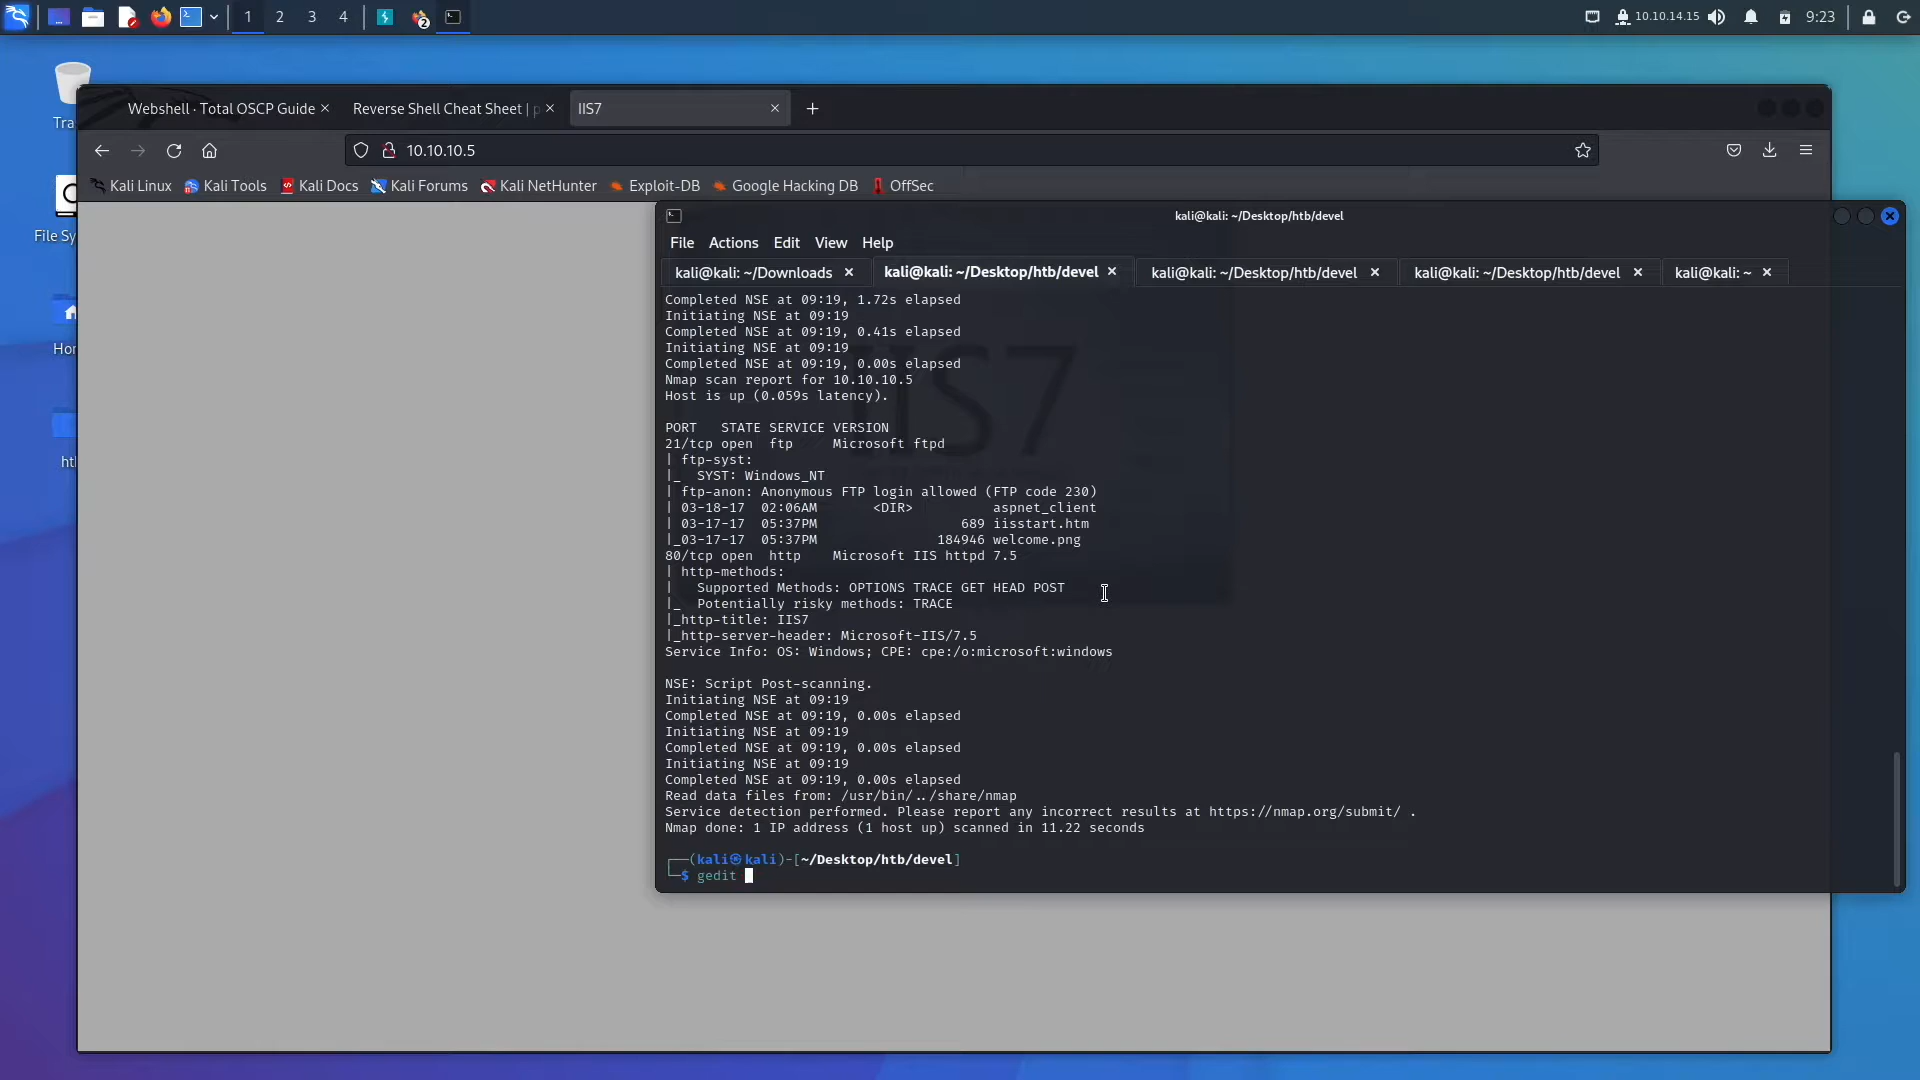 1 2 3 4 2 10.10.14.15 9:23
Tra
File Sy
Hor
ht
Webshell · Total OSCP Guide Reverse Shell Cheat Sheet | p IIS7
10.10.10.5
Kali Linux Kali Tools Kali Docs Kali Forums Kali NetHunter Exploit-DB Google Hacking DB OffSec
kali@kali: ~/Desktop/htb/devel
File Actions Edit View Help
kali@kali: ~/Downloads kali@kali: ~/Desktop/htb/devel kali@kali: ~/Desktop/htb/devel kali@kali: ~/Desktop/htb/devel kali@kali: ~
Completed NSE at 09:19, 1.72s elapsed
Initiating NSE at 09:19
Completed NSE at 09:19, 0.41s elapsed
Initiating NSE at 09:19
Completed NSE at 09:19, 0.00s elapsed
Nmap scan report for 10.10.10.5
Host is up (0.059s latency).
PORT   STATE SERVICE VERSION
21/tcp open  ftp     Microsoft ftpd
| ftp-syst:
|_  SYST: Windows_NT
| ftp-anon: Anonymous FTP login allowed (FTP code 230)
| 03-18-17  02:06AM       <DIR>          aspnet_client
| 03-17-17  05:37PM                  689 iisstart.htm
|_03-17-17  05:37PM               184946 welcome.png
80/tcp open  http    Microsoft IIS httpd 7.5
| http-methods:
|   Supported Methods: OPTIONS TRACE GET HEAD POST
|_  Potentially risky methods: TRACE
|_http-title: IIS7
|_http-server-header: Microsoft-IIS/7.5
Service Info: OS: Windows; CPE: cpe:/o:microsoft:windows
NSE: Script Post-scanning.
Initiating NSE at 09:19
Completed NSE at 09:19, 0.00s elapsed
Initiating NSE at 09:19
Completed NSE at 09:19, 0.00s elapsed
Initiating NSE at 09:19
Completed NSE at 09:19, 0.00s elapsed
Read data files from: /usr/bin/../share/nmap
Service detection performed. Please report any incorrect results at https://nmap.org/submit/ .
Nmap done: 1 IP address (1 host up) scanned in 11.22 seconds
┌──(kali㉿kali)-[~/Desktop/htb/devel]
└─$ gedit
IIS7